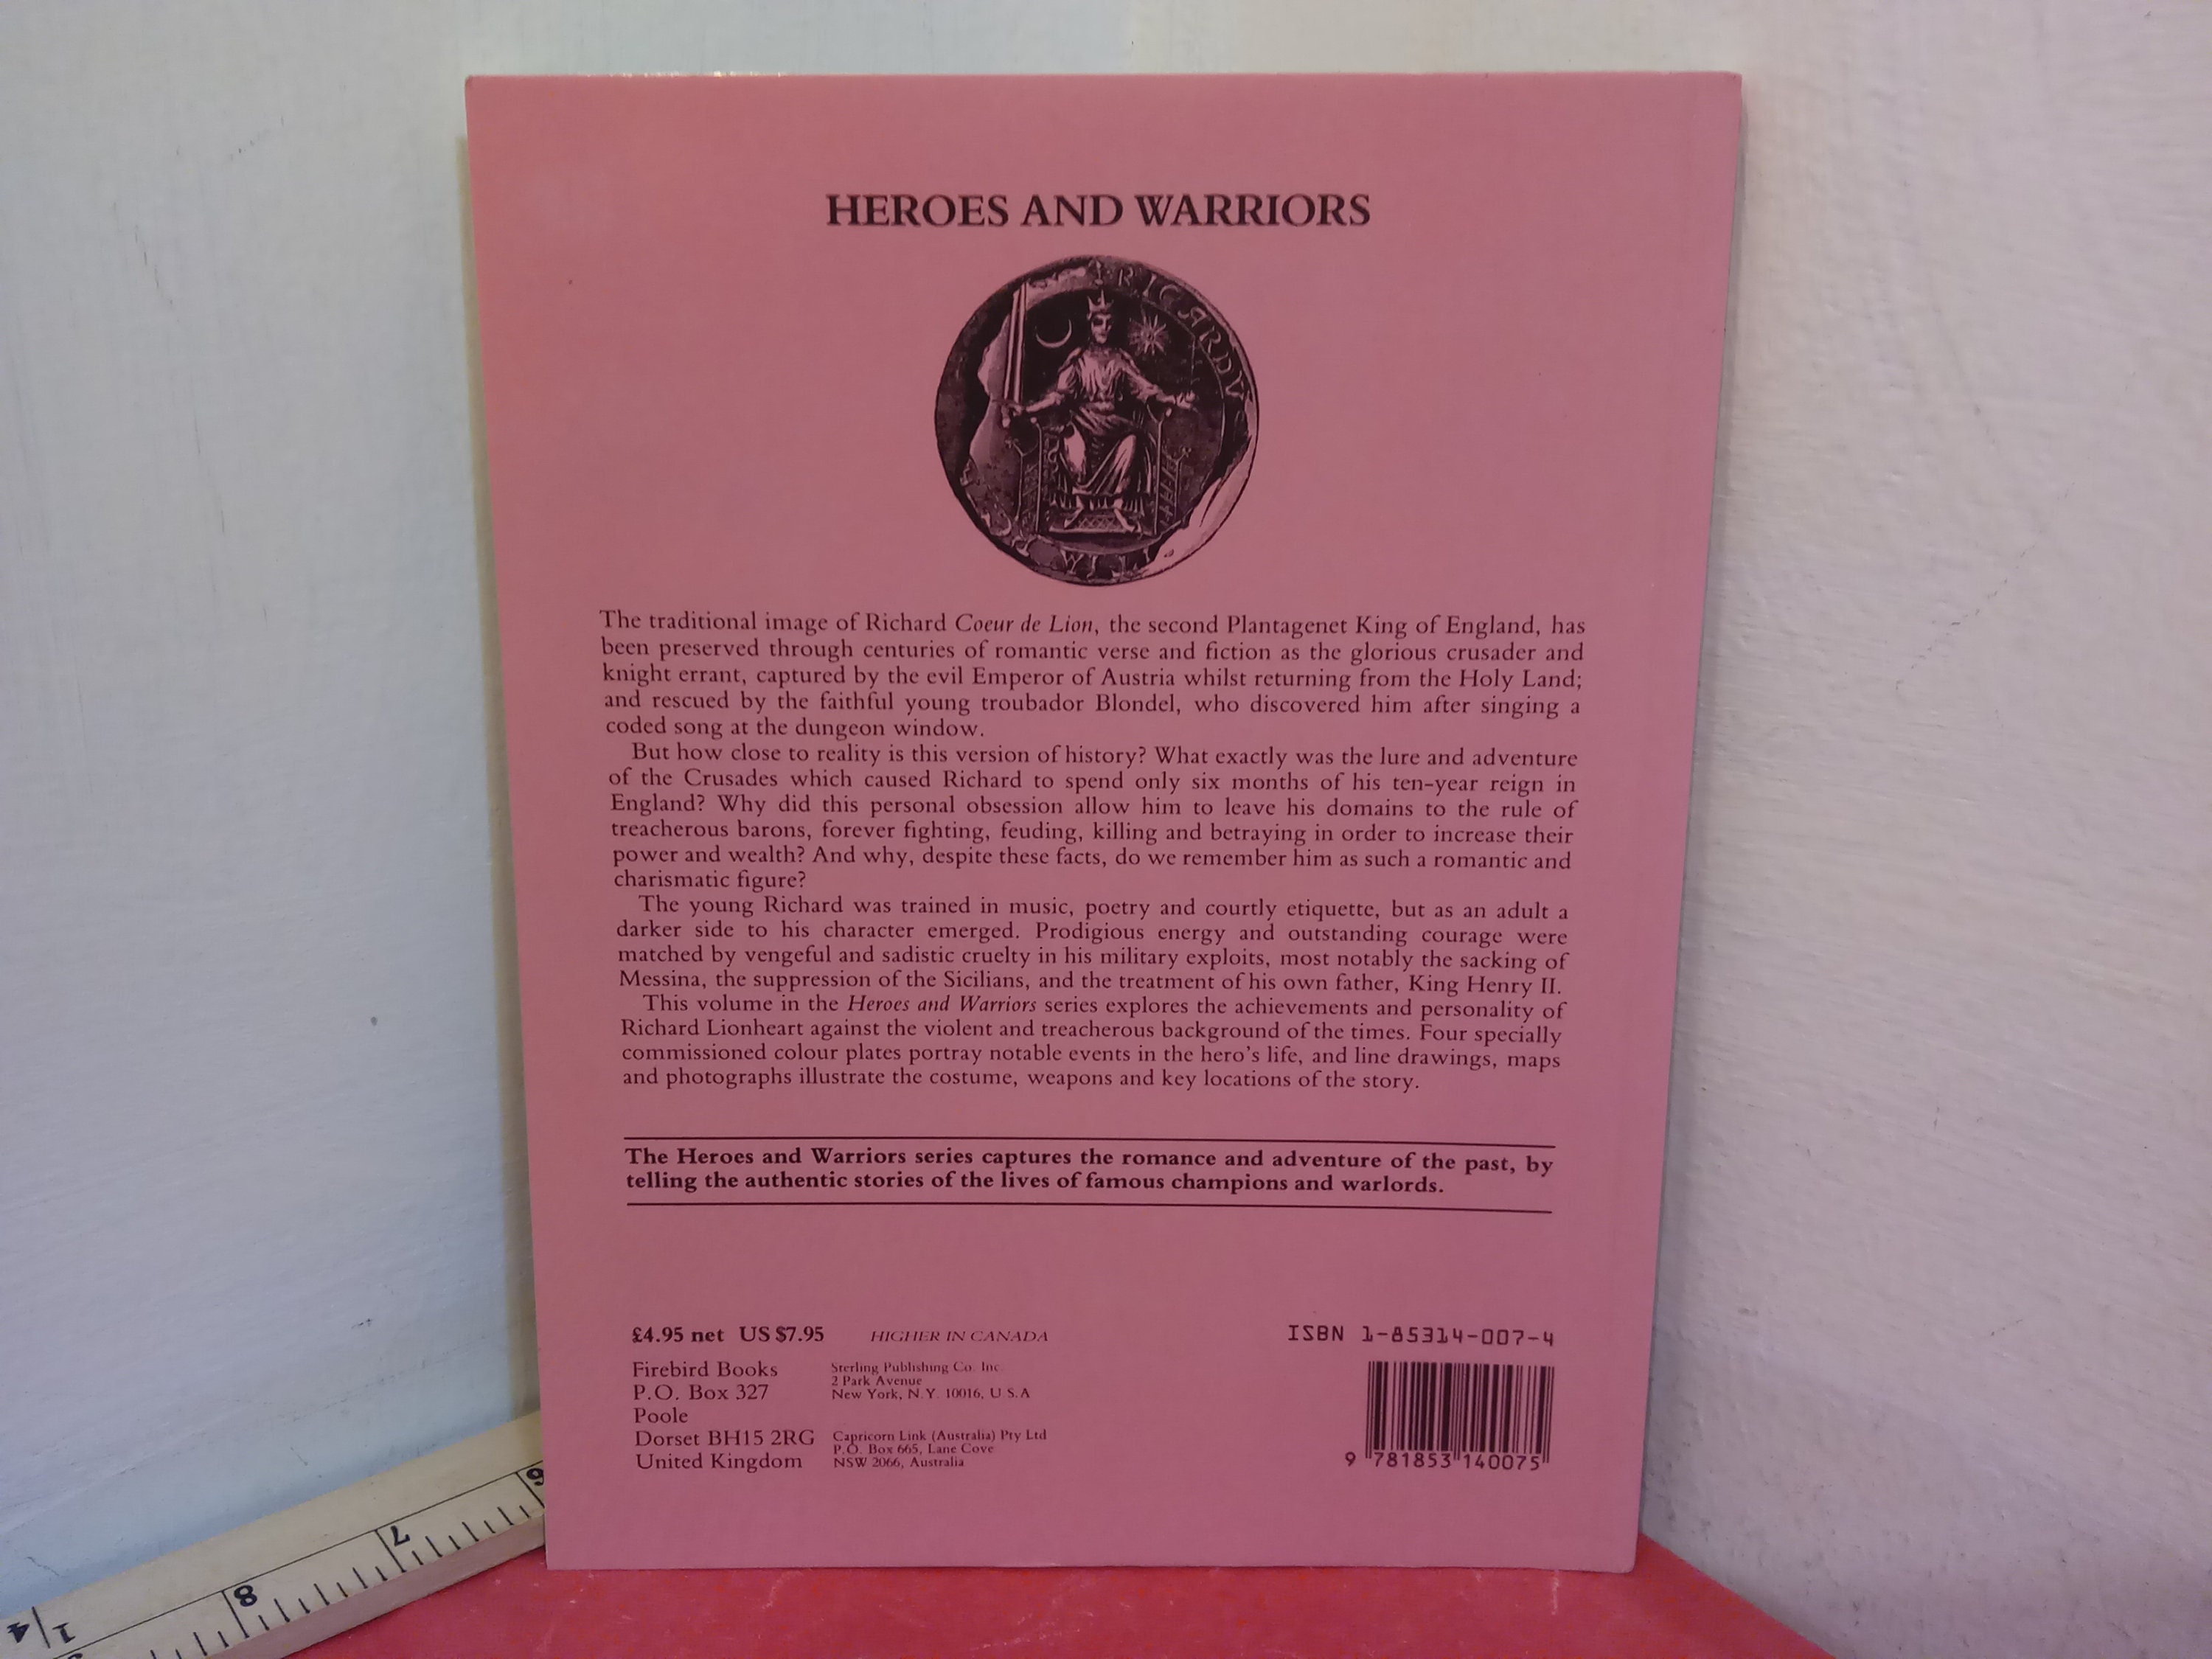 HEROES AND WARRIORS
RICARDVS
The traditional image of Richard Coeur de Lion, the second Plantagenet King of England, has
been preserved through centuries of romantic verse and fiction as the glorious crusader and
knight errant, captured by the evil Emperor of Austria whilst returning from the Holy Land;
and rescued by the faithful young troubador Blondel, who discovered him after singing a
coded song at the dungeon window.
But how close to reality is this version of history? What exactly was the lure and adventure
of the Crusades which caused Richard to spend only six months of his ten-year reign in
England? Why did this personal obsession allow him to leave his domains to the rule of
treacherous barons, forever fighting, feuding, killing and betraying in order to increase their
power and wealth? And why, despite these facts, do we remember him as such a romantic and
charismatic figure?
The young Richard was trained in music, poetry and courtly etiquette, but as an adult a
darker side to his character emerged. Prodigious energy and outstanding courage were
matched by vengeful and sadistic cruelty in his military exploits, most notably the sacking of
Messina, the suppression of the Sicilians, and the treatment of his own father, King Henry II.
This volume in the Heroes and Warriors series explores the achievements and personality of
Richard Lionheart against the violent and treacherous background of the times. Four specially
commissioned colour plates portray notable events in the hero's life, and line drawings, maps
and photographs illustrate the costume, weapons and key locations of the story.
The Heroes and Warriors series captures the romance and adventure of the past, by
telling the authentic stories of the lives of famous champions and warlords.
£4.95 net US $7.95 HIGHER IN CANADA
Firebird Books
P.O. Box 327
Poole
Dorset BH15 2RG
United Kingdom
Sterling Publishing Co. Inc.
2 Park Avenue
New York, N.Y. 10016, U.S.A
Capricorn Link (Australia) Pty Ltd
P.O. Box 665, Lane Cove
NSW 2066, Australia
ISBN 1-85314-007-4
9 781853 140075
6
7
8
1/4